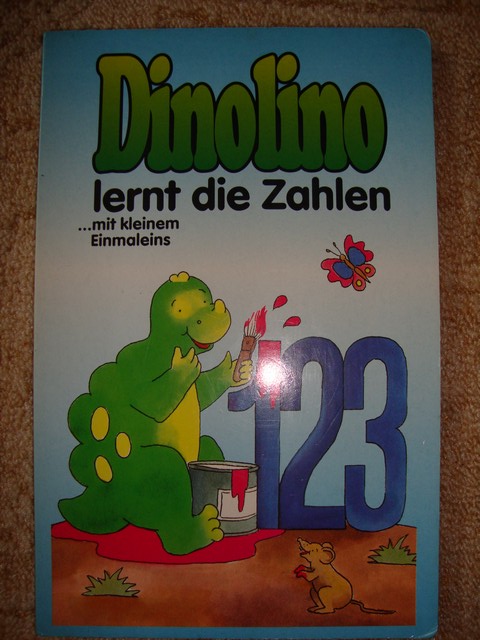 Dinolino
lernt die Zahlen
...mit kleinem
Einmaleins
123